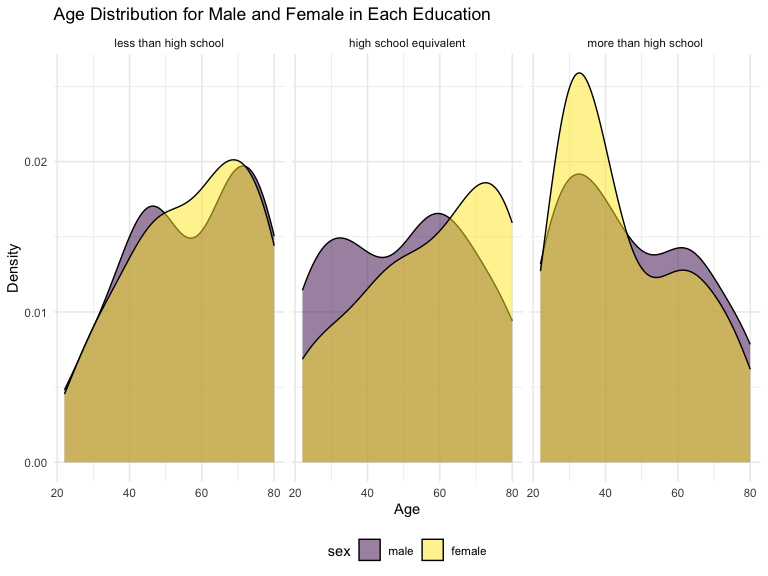 Age Distribution for Male and Female in Each Education
less than high school
high school equivalent
more than high school
Density
0.02
0.01
0.00
20 40 60 80 20 40 60 80 20 40 60 80
Age
sex male female